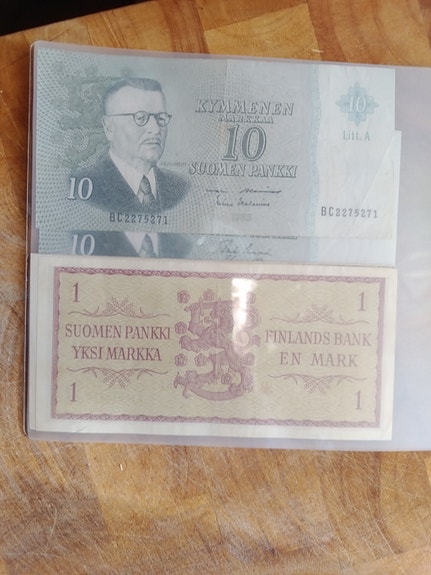 KYMMENEN
MARKKAA
10
SUOMEN PANKKI
10
Litt. A
10
BC2275271
BC2275271
10
1
1
SUOMEN PANKKI
YKSI MARKKA
FINLANDS BANK
EN MARK
1
1